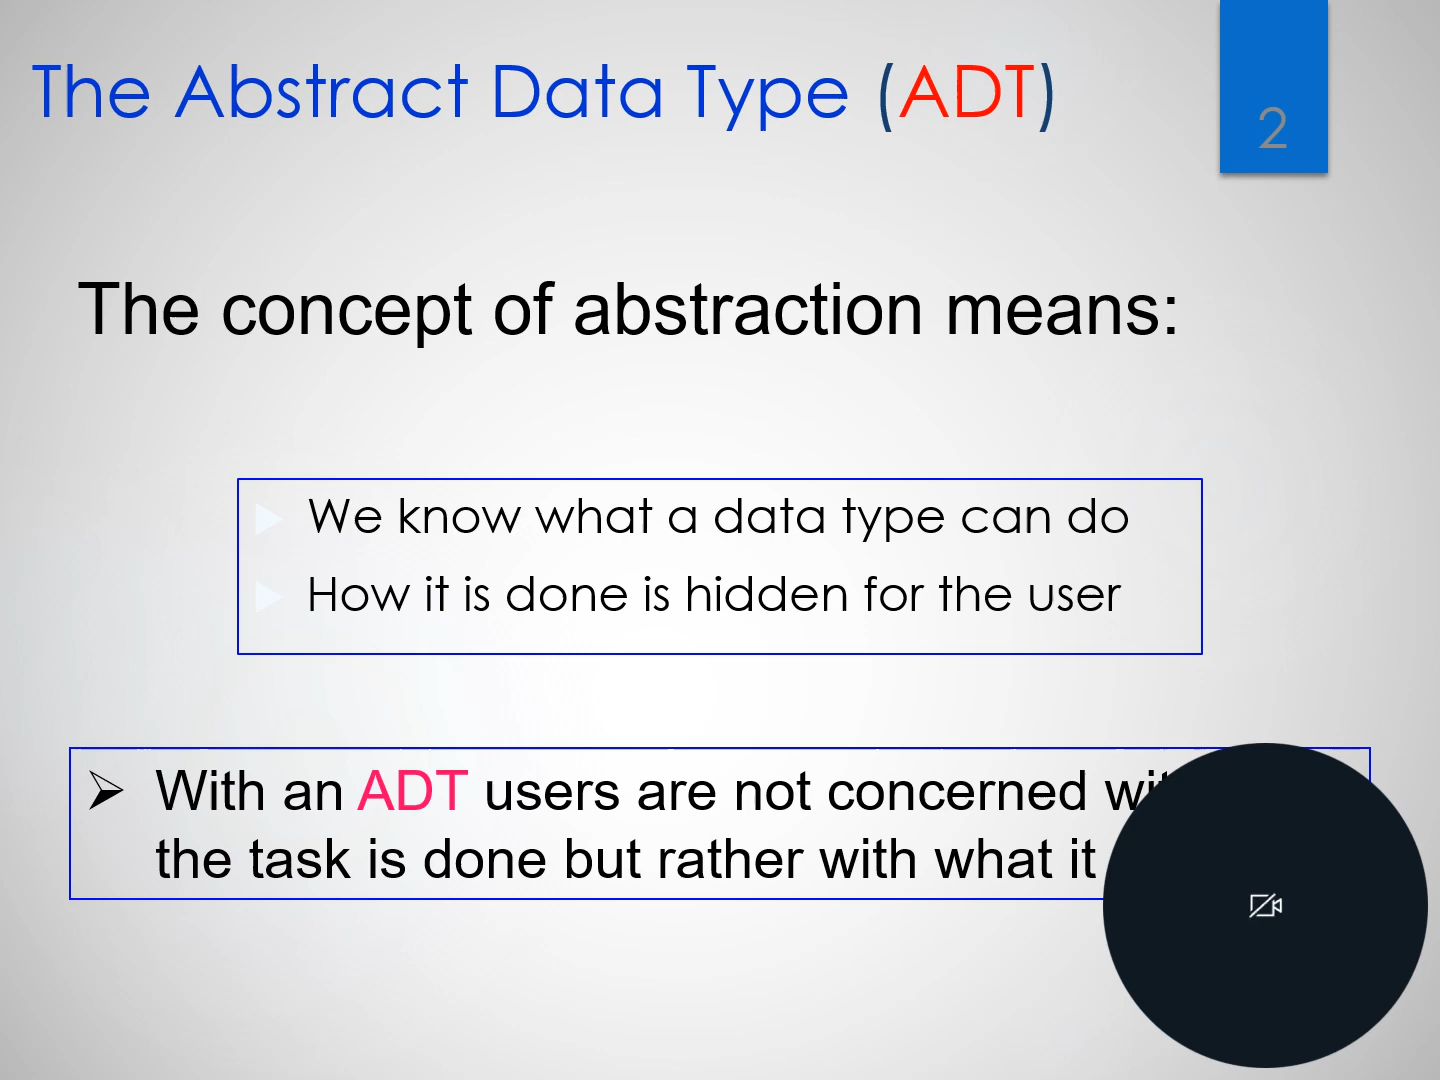 The Abstract Data Type (ADT)
2
The concept of abstraction means:
We know what a data type can do
How it is done is hidden for the user
With an ADT users are not concerned
the task is done but rather with what it